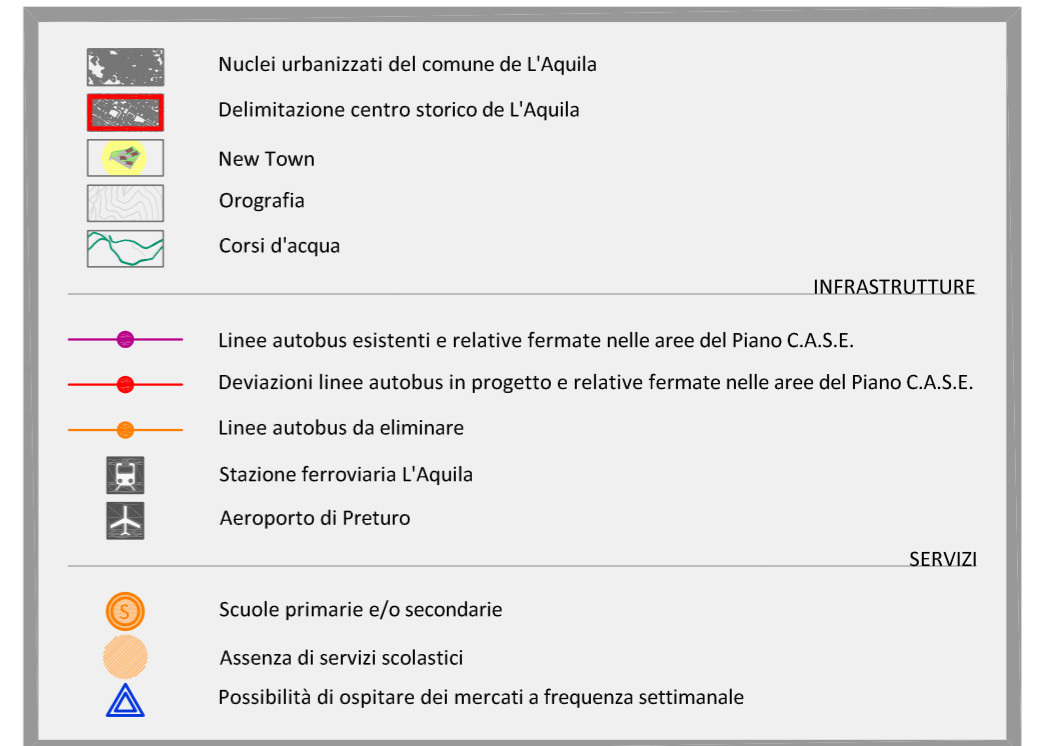 Nuclei urbanizzati del comune de L'Aquila
Delimitazione centro storico de L'Aquila
New Town
Orografia
Corsi d'acqua
INFRASTRUTTURE
Linee autobus esistenti e relative fermate nelle aree del Piano C.A.S.E.
Deviazioni linee autobus in progetto e relative fermate nelle aree del Piano C.A.S.E.
Linee autobus da eliminare
Stazione ferroviaria L'Aquila
Aeroporto di Preturo
SERVIZI
S
Scuole primarie e/o secondarie
Assenza di servizi scolastici
Possibilità di ospitare dei mercati a frequenza settimanale